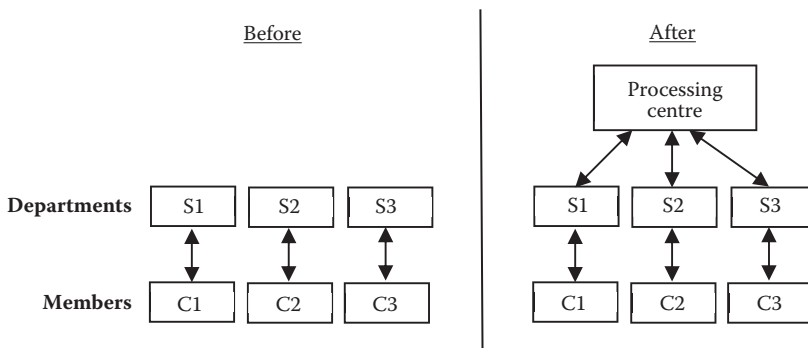 Before
After
Processing
centre
Departments S1 S2 S3 S1 S2 S3
Members C1 C2 C3 C1 C2 C3